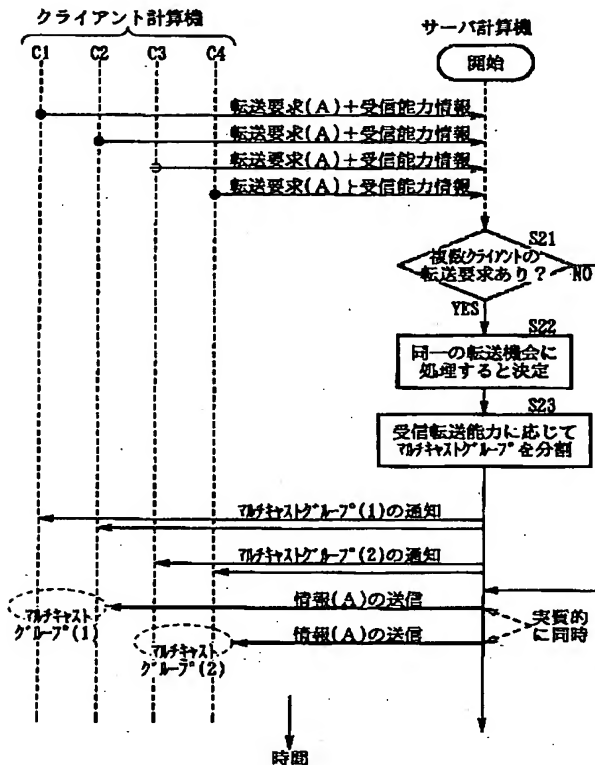 クライアント計算機
サーバ計算機
C1 C2 C3 C4
開始
転送要求(A)+受信能力情報
転送要求(A)+受信能力情報
転送要求(A)+受信能力情報
転送要求(A)+受信能力情報
S21
複数クライアントの
転送要求あり?
NO
YES
S22
同一の転送機会に
処理すると決定
S23
受信転送能力に応じて
マルチキャストグループを分割
マルチキャストグループ(1)の通知
マルチキャストグループ(2)の通知
情報(A)の送信
マルチキャスト
グループ(1)
実質的
に同時
情報(A)の送信
マルチキャスト
グループ(2)
時間